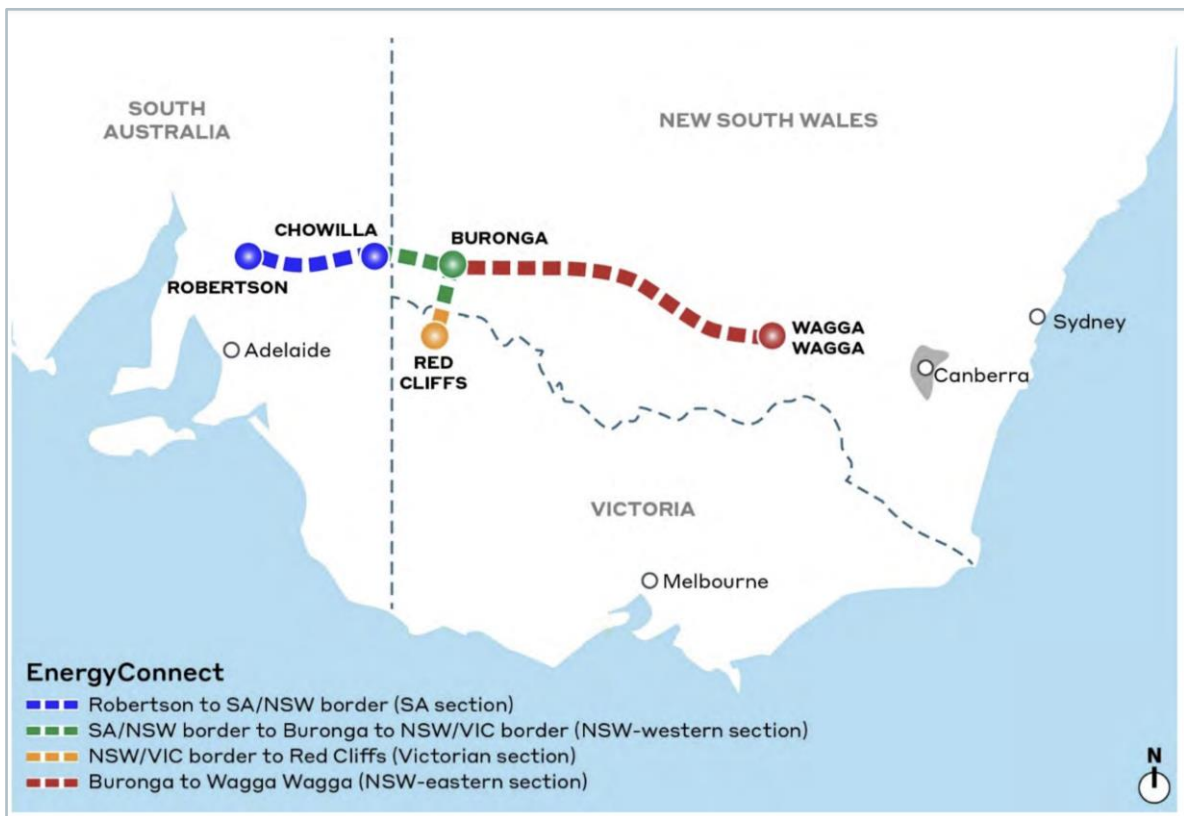 SOUTH
AUSTRALIA
NEW SOUTH WALES
CHOWILLA
BURONGA
ROBERTSON
WAGGA
WAGGA
Sydney
Adelaide
RED
CLIFFS
Canberra
VICTORIA
Melbourne
EnergyConnect
Robertson to SA/NSW border (SA section)
SA/NSW border to Buronga to NSW/VIC border (NSW-western section)
NSW/VIC border to Red Cliffs (Victorian section)
Buronga to Wagga Wagga (NSW-eastern section)
N